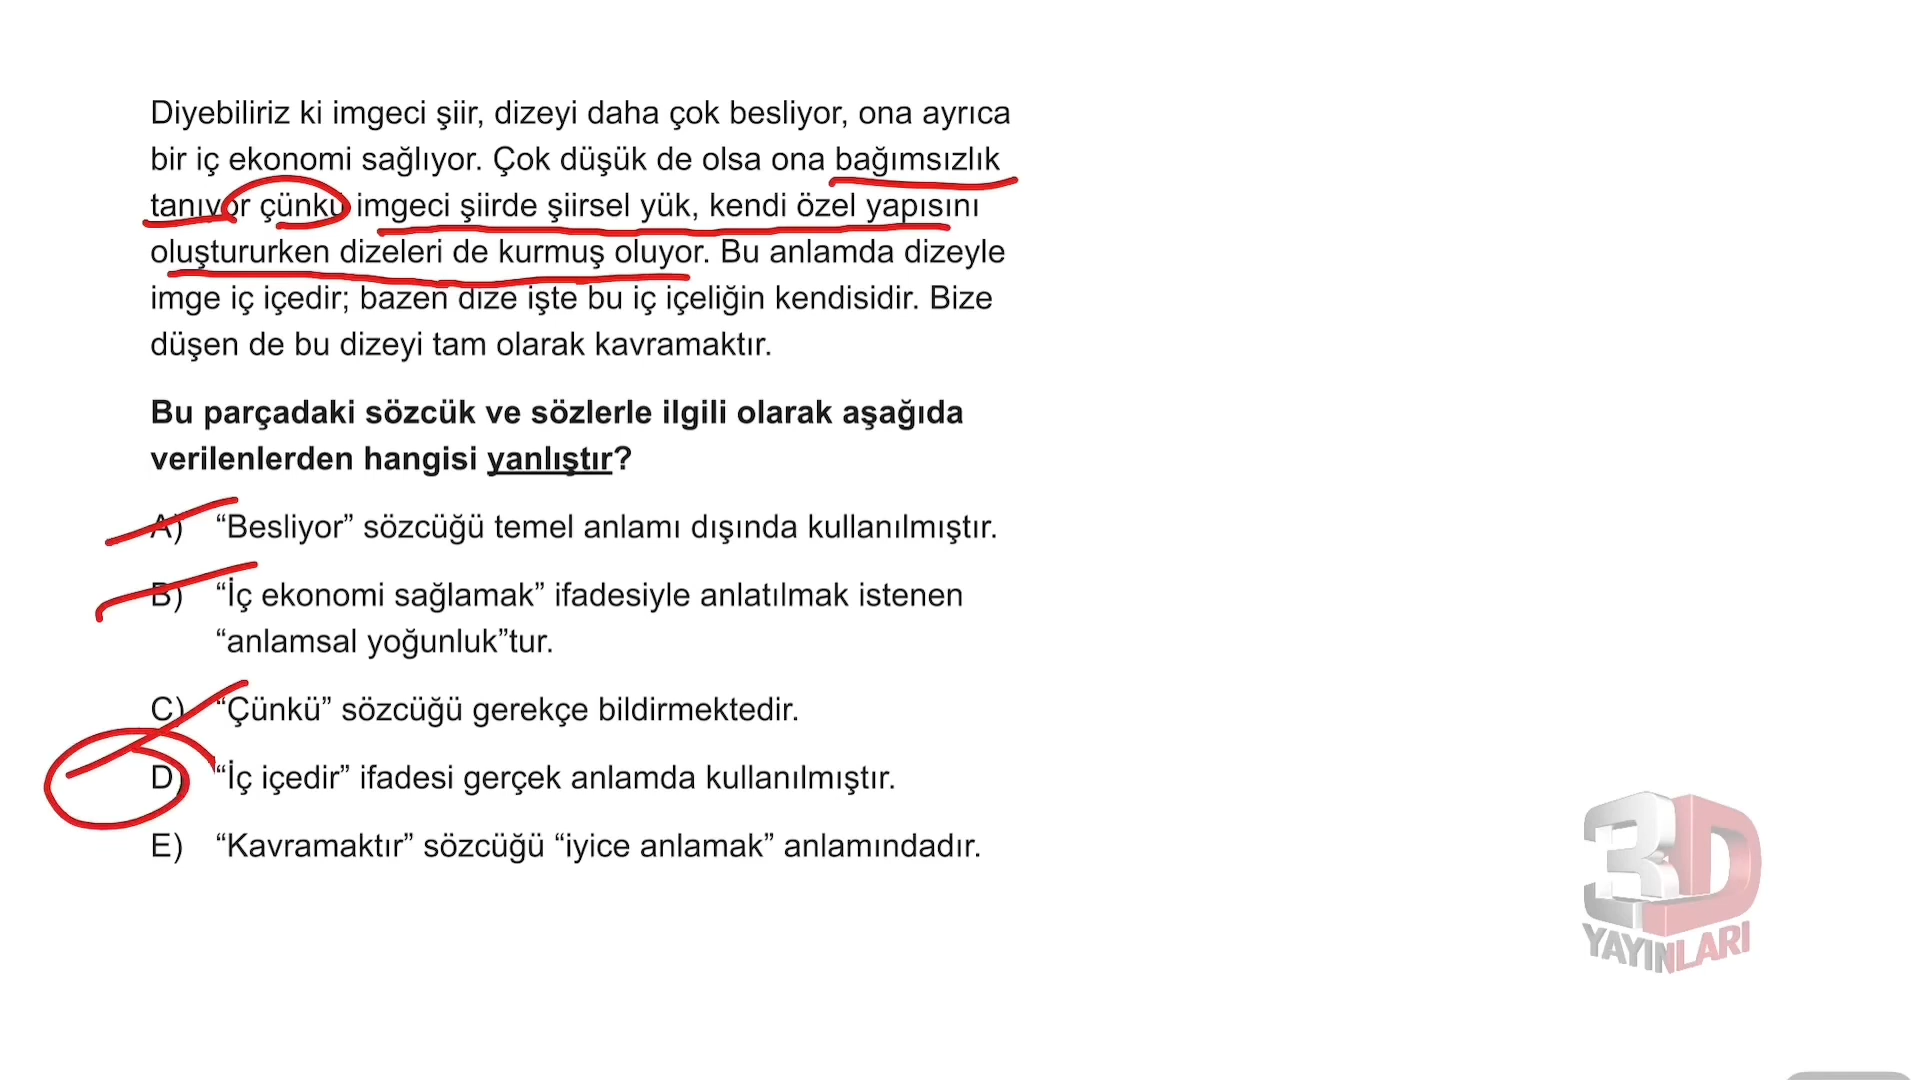 Diyebiliriz ki imgeci şiir, dizeyi daha çok besliyor, ona ayrıca
bir iç ekonomi sağlıyor. Çok düşük de olsa ona bağımsızlık
tanıyor çünkü imgeci şiirde şiirsel yük, kendi özel yapısını
oluştururken dizeleri de kurmuş oluyor. Bu anlamda dizeyle
imge iç içedir; bazen dize işte bu iç içeliğin kendisidir. Bize
düşen de bu dizeyi tam olarak kavramaktır.
Bu parçadaki sözcük ve sözlerle ilgili olarak aşağıda
verilenlerden hangisi yanlıştır?
A) “Besliyor” sözcüğü temel anlamı dışında kullanılmıştır.
B) “İç ekonomi sağlamak” ifadesiyle anlatılmak istenen
“anlamsal yoğunluk”tur.
C) “Çünkü” sözcüğü gerekçe bildirmektedir.
D) “İç içedir” ifadesi gerçek anlamda kullanılmıştır.
E) “Kavramaktır” sözcüğü “iyice anlamak” anlamındadır.
3D
YAYINLARI